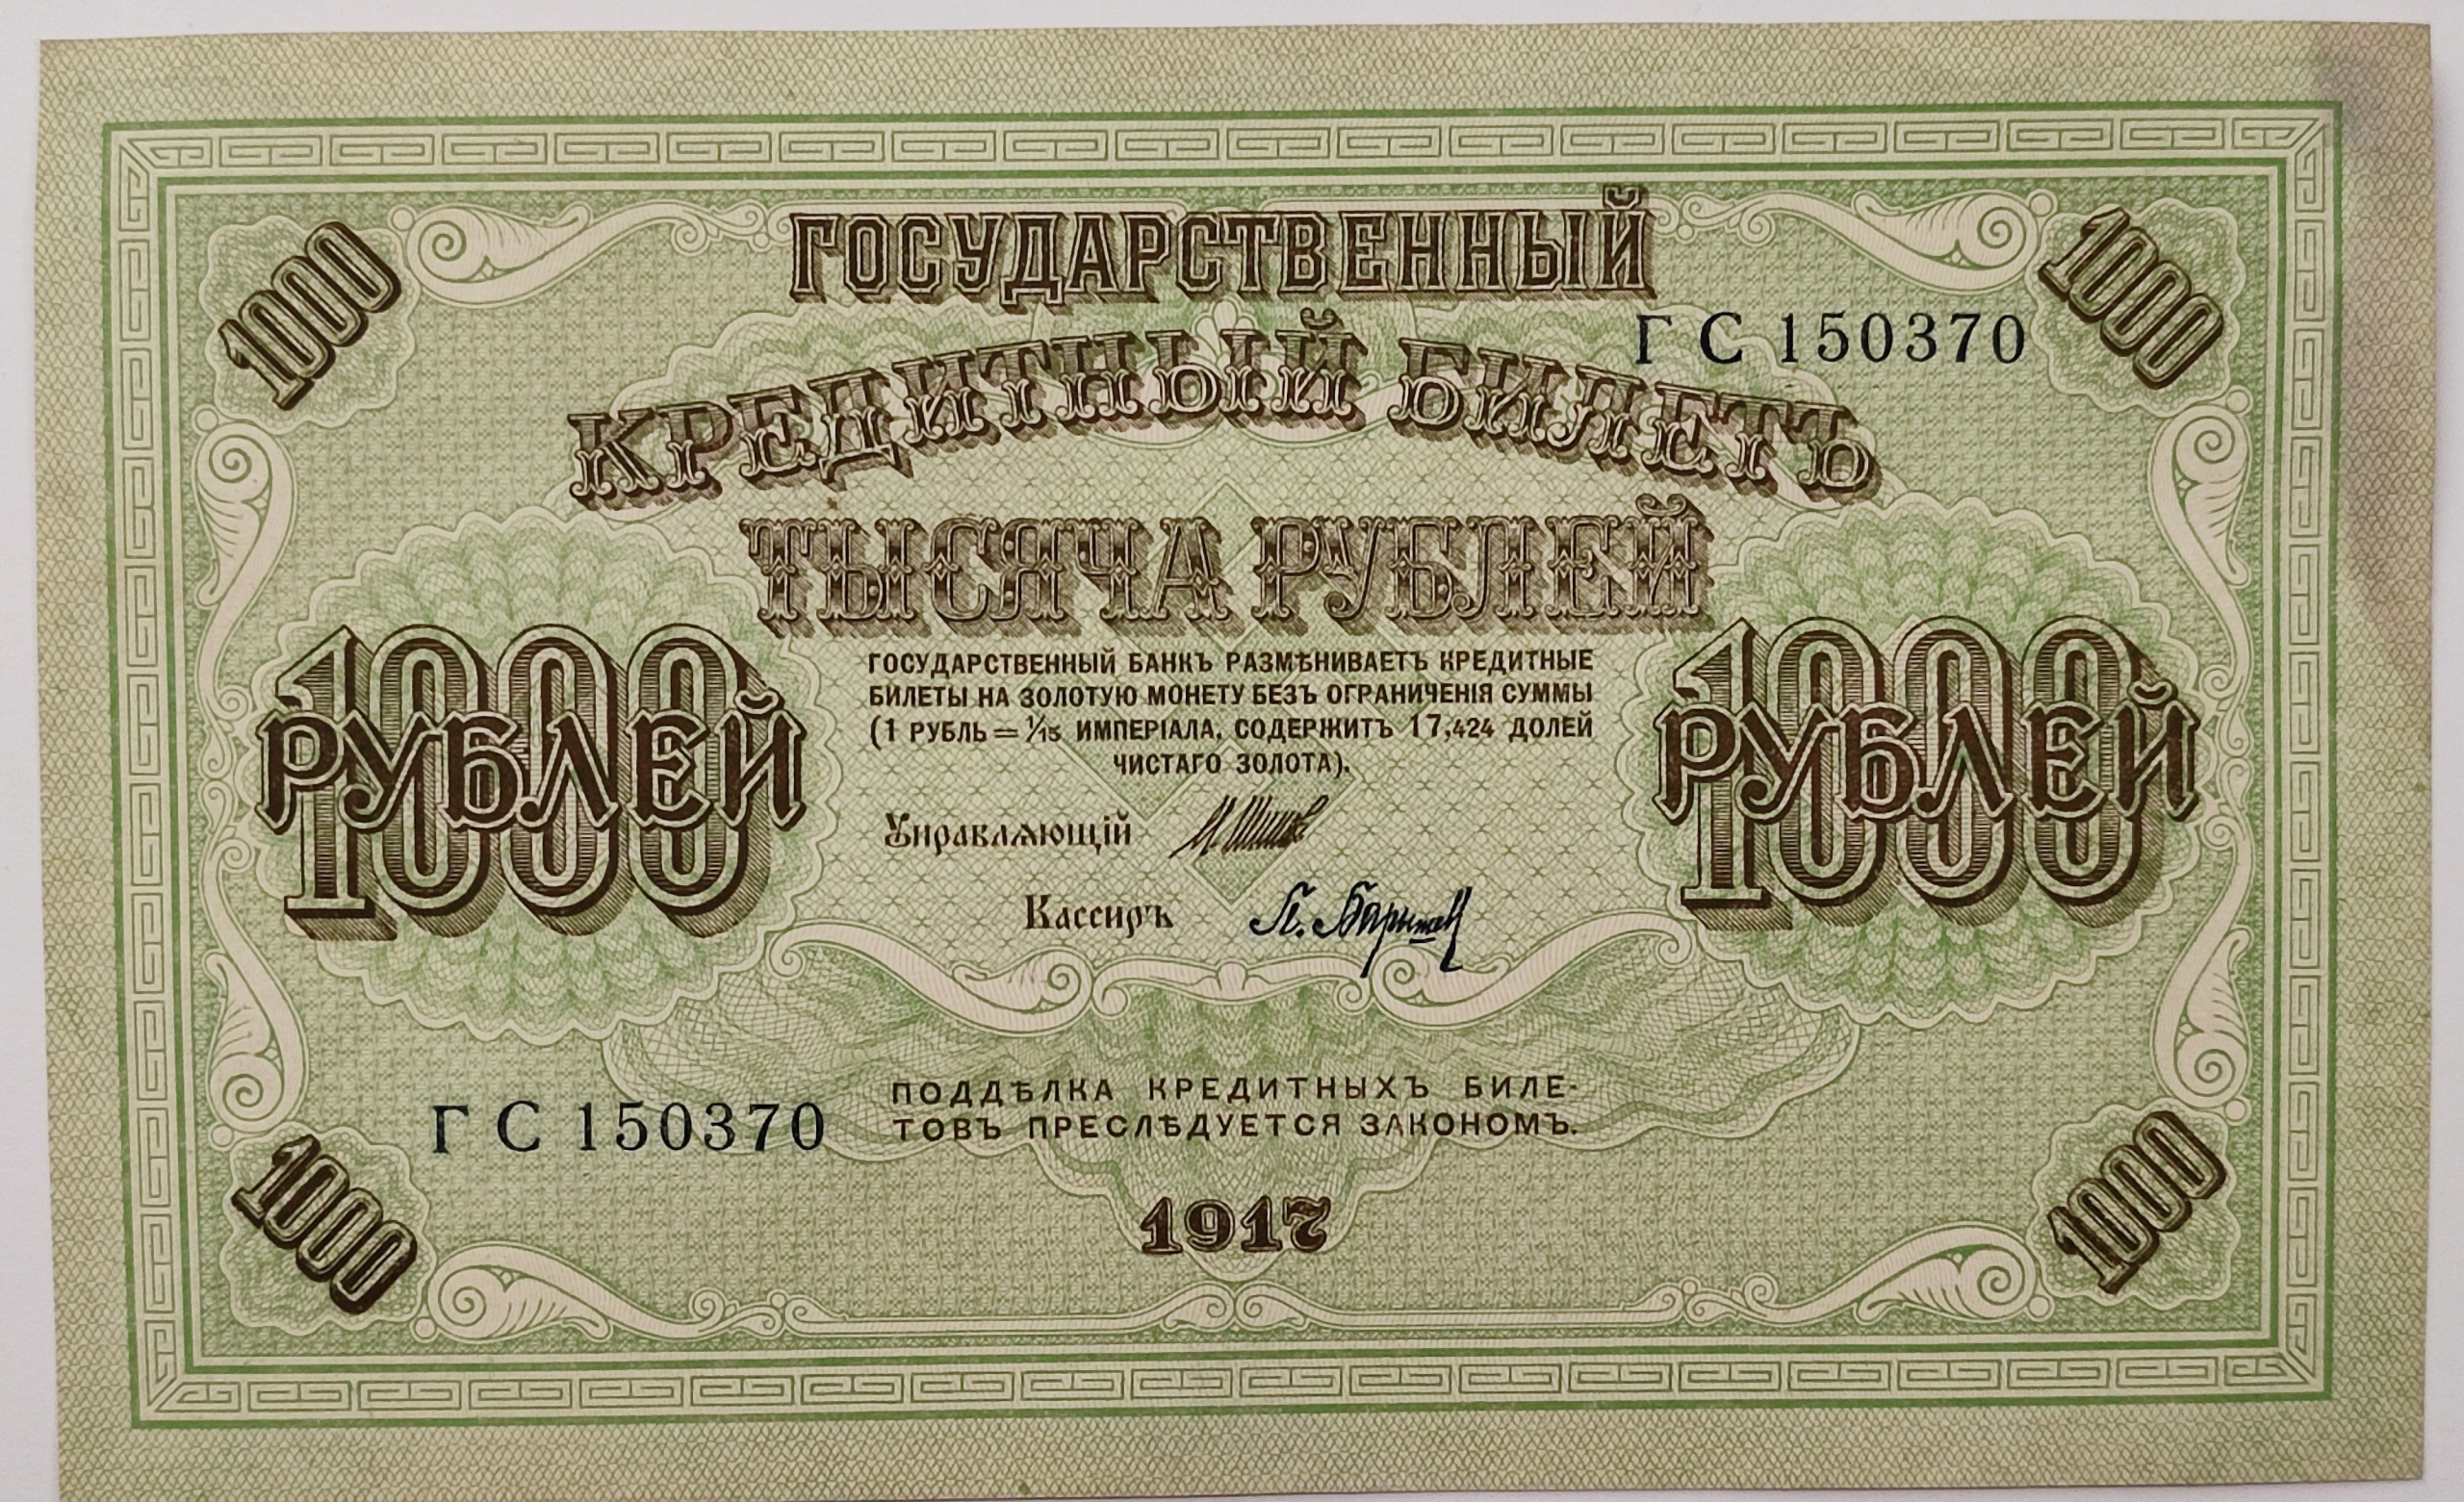 1000
ГОСУДАРСТВЕННЫЙ
1000
ГС 150370
КРЕДИТНЫЙ БИЛЕТЪ
ТЫСЯЧА РУБЛЕЙ
1000
РУБЛЕЙ
ГОСУДАРСТВЕННЫЙ БАНКЪ РАЗМѢНИВАЕТЪ КРЕДИТНЫЕ
БИЛЕТЫ НА ЗОЛОТУЮ МОНЕТУ БЕЗЪ ОГРАНИЧЕНІЯ СУММЫ
(1 РУБЛЬ = 1/15 ИМПЕРІАЛА, СОДЕРЖИТЪ 17,424 ДОЛЕЙ
ЧИСТАГО ЗОЛОТА).
1000
РУБЛЕЙ
Управляющій И. Шипов
Кассиръ
ГС 150370
ПОДДѢЛКА КРЕДИТНЫХЪ БИЛЕ-
ТОВЪ ПРЕСЛѢДУЕТСЯ ЗАКОНОМЪ.
1000
1917
1000